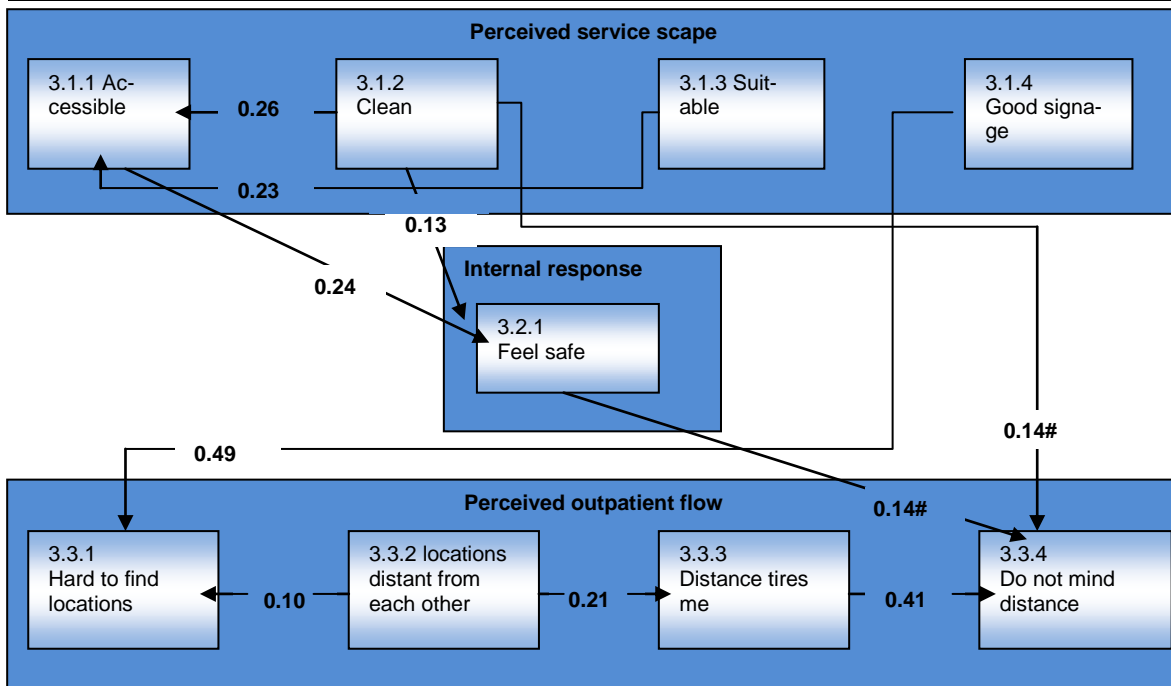 Perceived service scape
3.1.1 Ac-
cessible
0.26
3.1.2
Clean
3.1.3 Suit-
able
3.1.4
Good signa-
ge
0.23
0.13
0.24
Internal response
3.2.1
Feel safe
0.49
0.14#
Perceived outpatient flow
0.14#
3.3.1
Hard to find
locations
0.10
3.3.2 locations
distant from
each other
0.21
3.3.3
Distance tires
me
0.41
3.3.4
Do not mind
distance